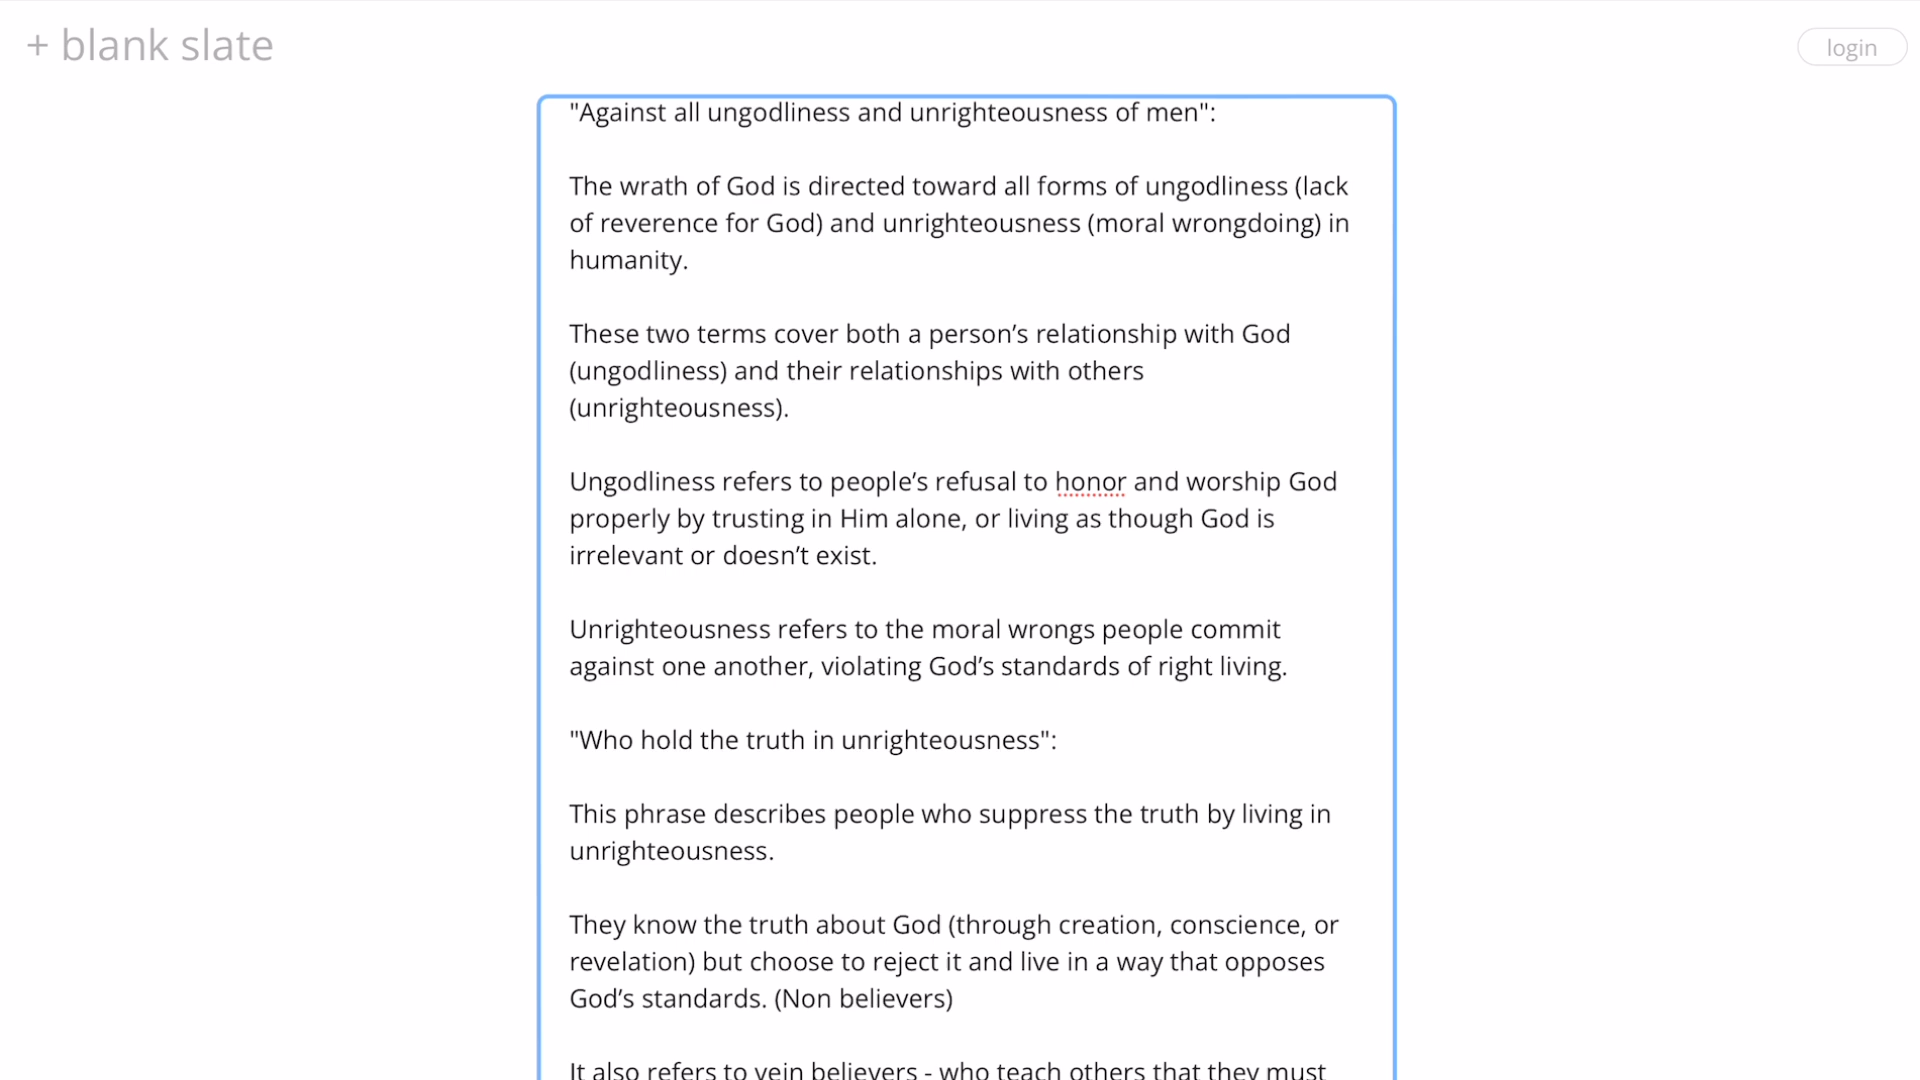 + blank slate
login
"Against all ungodliness and unrighteousness of men":
The wrath of God is directed toward all forms of ungodliness (lack
of reverence for God) and unrighteousness (moral wrongdoing) in
humanity.
These two terms cover both a person’s relationship with God
(ungodliness) and their relationships with others
(unrighteousness).
Ungodliness refers to people’s refusal to honor and worship God
properly by trusting in Him alone, or living as though God is
irrelevant or doesn’t exist.
Unrighteousness refers to the moral wrongs people commit
against one another, violating God’s standards of right living.
"Who hold the truth in unrighteousness":
This phrase describes people who suppress the truth by living in
unrighteousness.
They know the truth about God (through creation, conscience, or
revelation) but choose to reject it and live in a way that opposes
God’s standards. (Non believers)
It also refers to vein believers - who teach others that they must